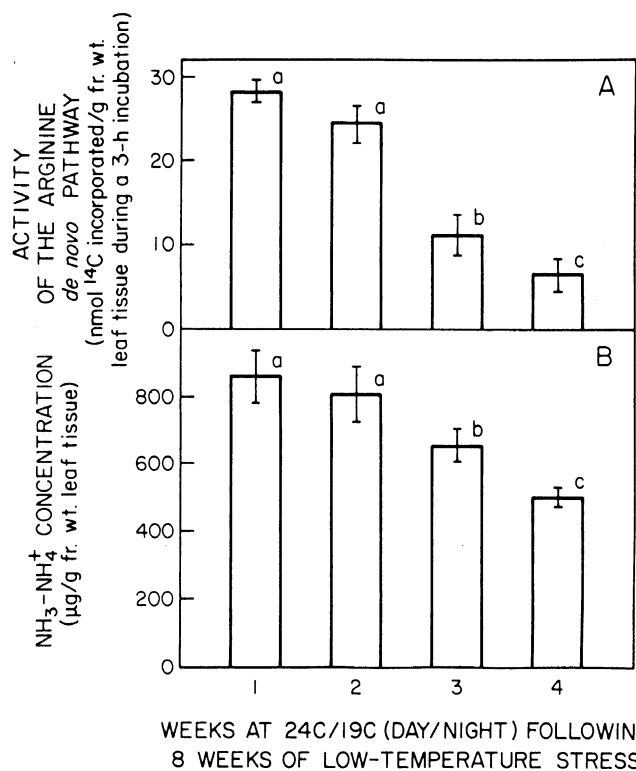 ACTIVITY
OF THE ARGININE
de novo PATHWAY
(nmol ¹⁴C incorporated/g fr. wt.
leaf tissue during a 3-h incubation)
30
20
10
0
A
a
a
b
c
NH₃-NH₄⁺ CONCENTRATION
(µg/g fr. wt. leaf tissue)
800
600
400
200
0
B
a
a
b
c
1 2 3 4
WEEKS AT 24C/19C (DAY/NIGHT) FOLLOWIN
8 WEEKS OF LOW-TEMPERATURE STRESS